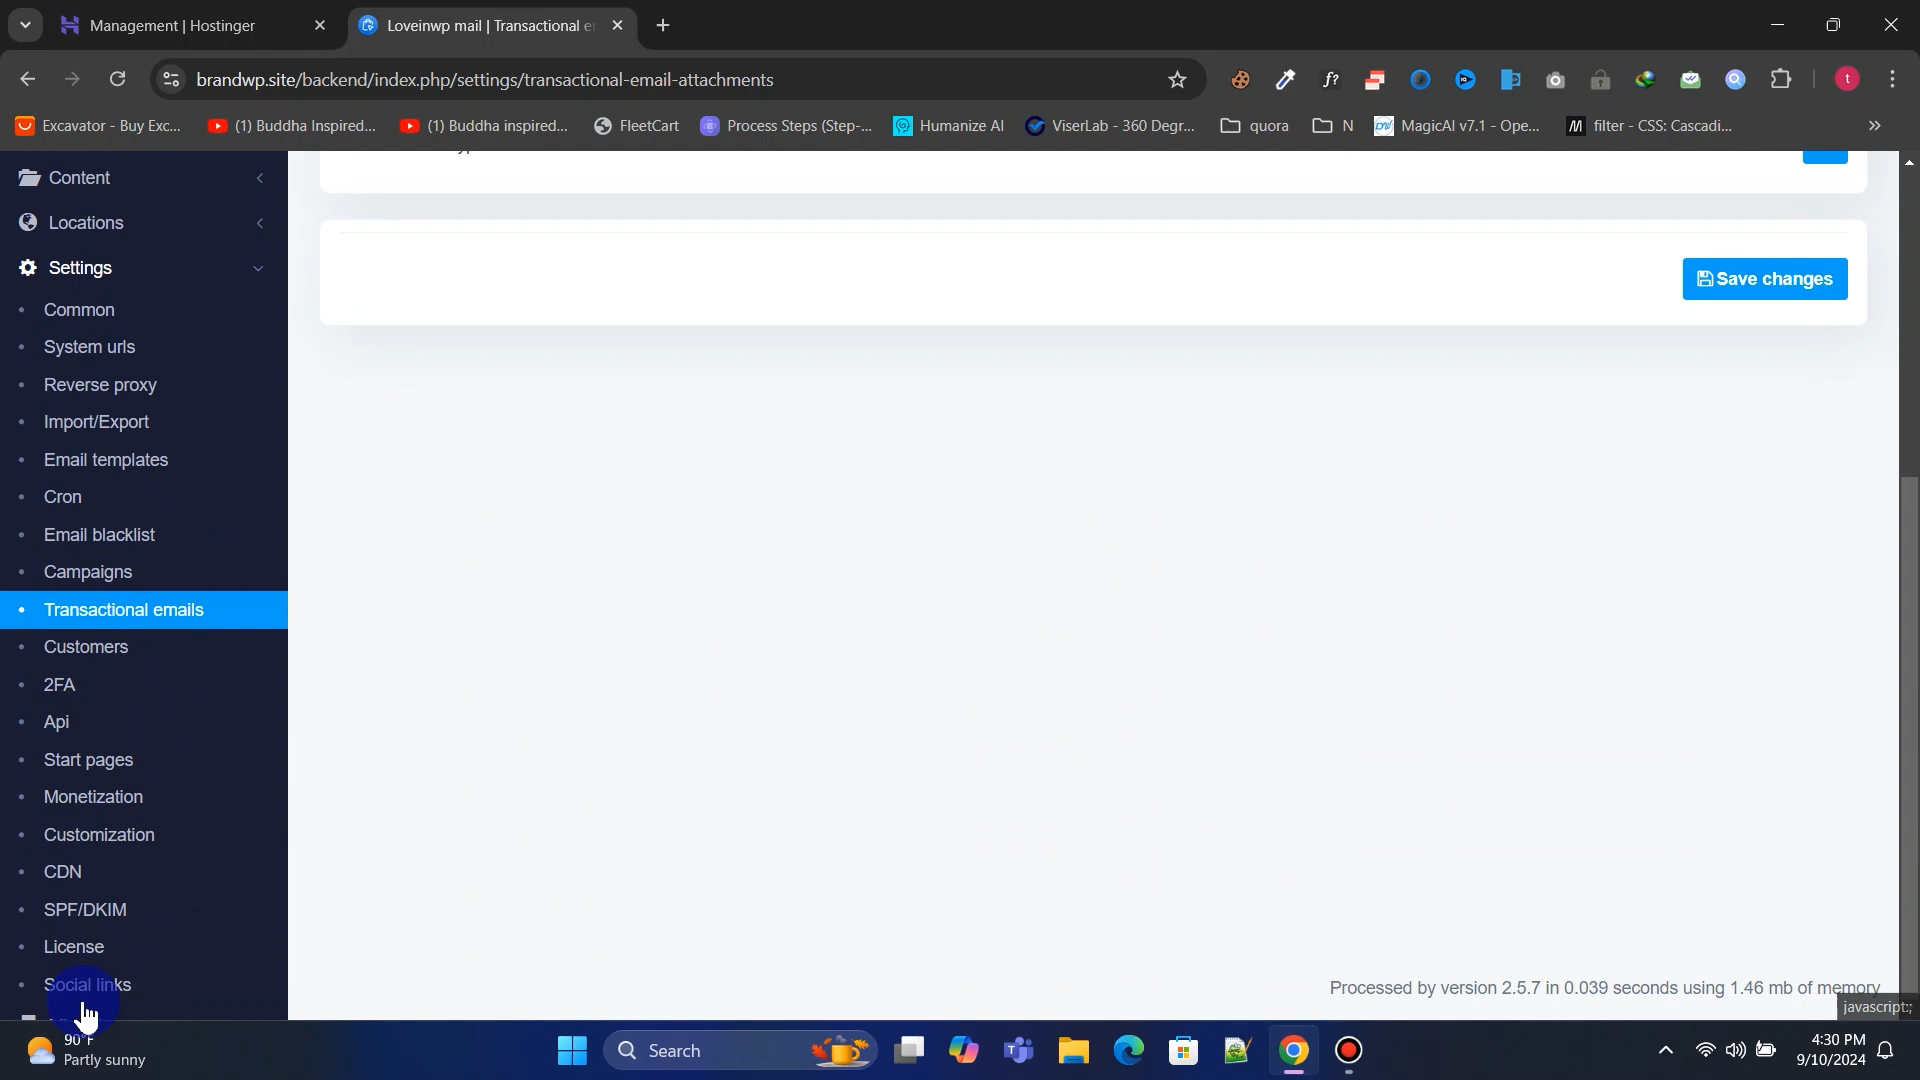 Management | Hostinger
Loveinwp mail | Transactional e
brandwp.site/backend/index.php/settings/transactional-email-attachments
t
Excavator - Buy Exc...
(1) Buddha Inspired...
(1) Buddha inspired...
FleetCart
Process Steps (Step-...
Humanize AI
ViserLab - 360 Degr...
quora
N
MagicAI v7.1 - Ope...
filter - CSS: Cascadi...
Content
Locations
Settings
Common
System urls
Reverse proxy
Import/Export
Email templates
Cron
Email blacklist
Campaigns
Transactional emails
Customers
2FA
Api
Start pages
Monetization
Customization
CDN
SPF/DKIM
License
Social links
Save changes
Processed by version 2.5.7 in 0.039 seconds using 1.46 mb of memory
javascript:;
90°F
Partly sunny
Search
4:30 PM
9/10/2024